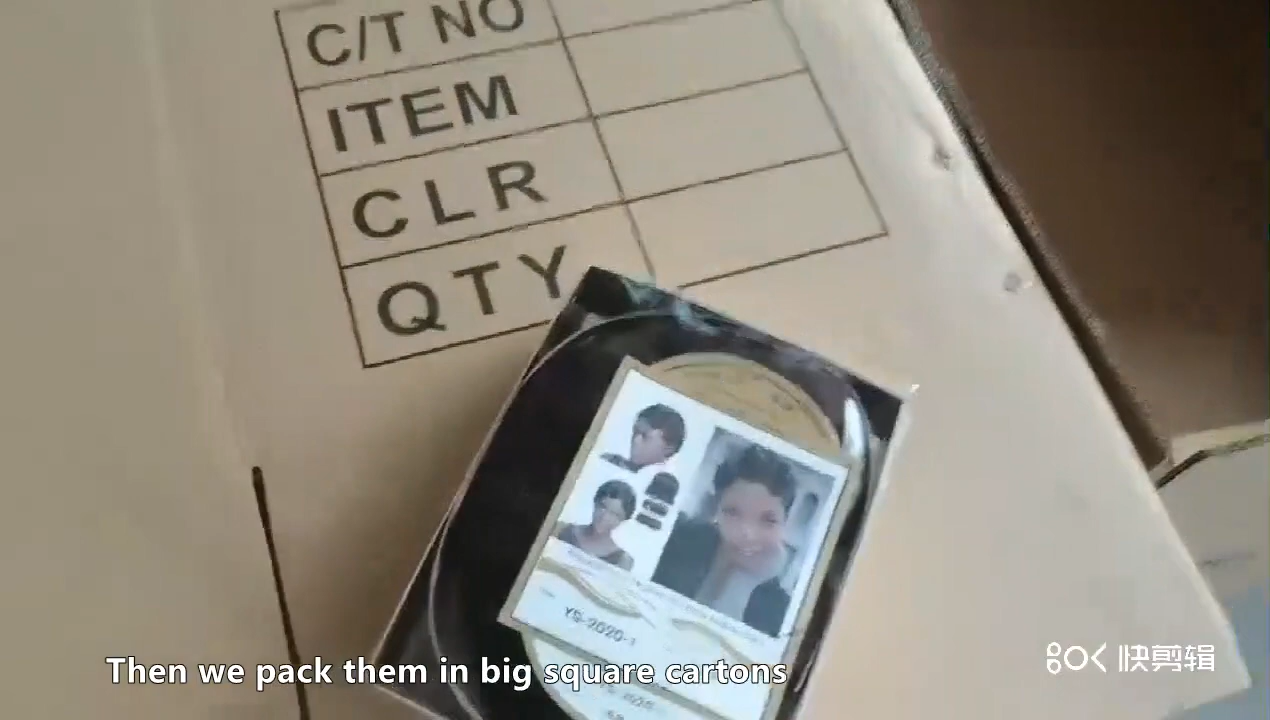 C/T NO
ITEM
CLR
QTY
YS-2020-1
Then we pack them in big square cartons
快剪辑